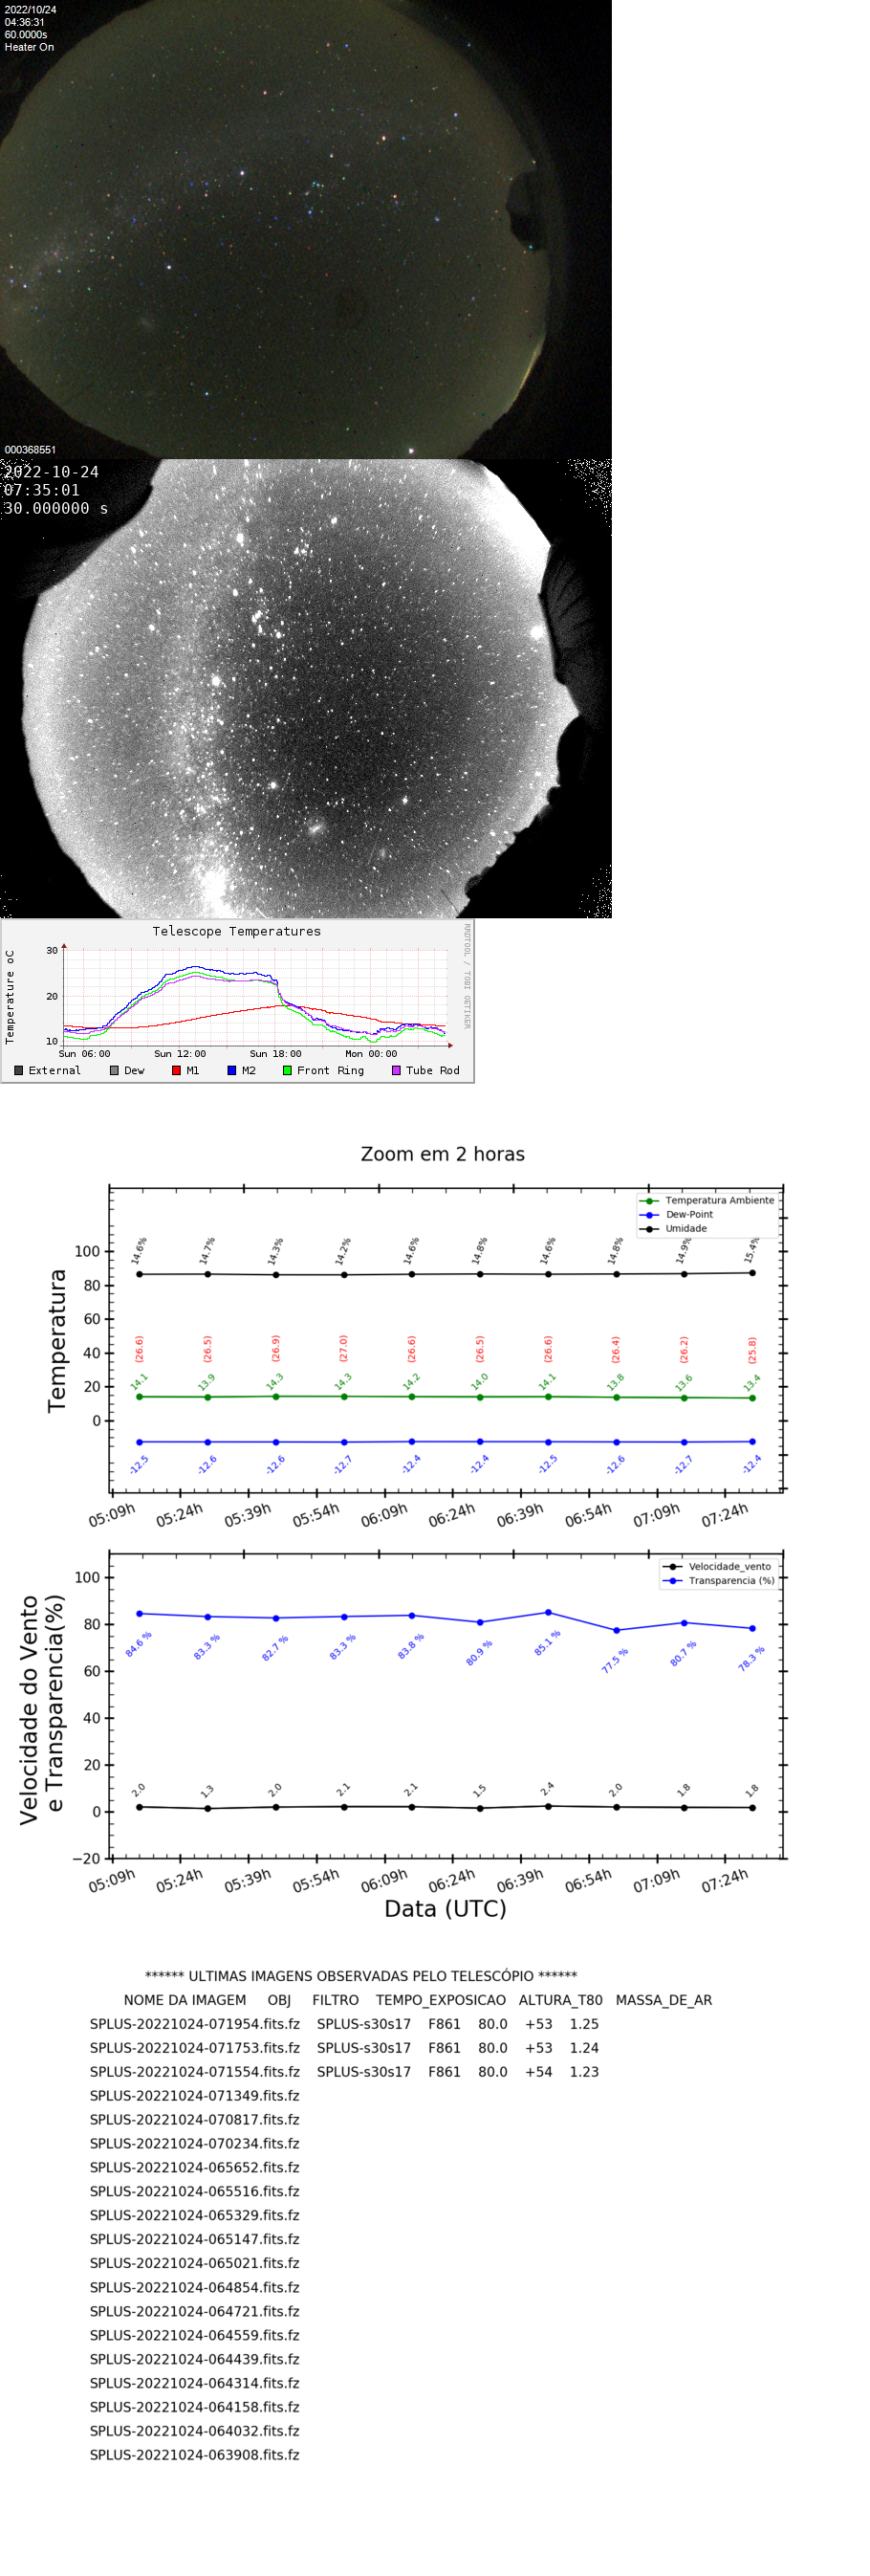 2022/10/24
04:36:31
60.0000s
Heater On
000368551
2022-10-24
07:35:01
30.000000 s
Telescope Temperatures
RRDTOOL / TOBI OETIKER
Temperature oC
30
20
10
Sun 06:00 Sun 12:00 Sun 18:00 Mon 00:00
External Dew M1 M2 Front Ring Tube Rod
Zoom em 2 horas
Temperatura Ambiente
Dew-Point
Umidade
Temperatura
100
80
60
40
20
0
14.6% 14.7% 14.3% 14.2% 14.6% 14.8% 14.6% 14.8% 14.9% 15.4%
(26.6) (26.5) (26.9) (27.0) (26.6) (26.5) (26.6) (26.4) (26.2) (25.8)
14.1 13.9 14.3 14.3 14.2 14.0 14.1 13.8 13.6 13.4
-12.5 -12.6 -12.6 -12.7 -12.4 -12.4 -12.5 -12.6 -12.7 -12.4
05:09h 05:24h 05:39h 05:54h 06:09h 06:24h 06:39h 06:54h 07:09h 07:24h
Velocidade_vento
Transparencia (%)
Velocidade do Vento
e Transparencia(%)
100
80
60
40
20
0
−20
84.6 % 83.3 % 82.7 % 83.3 % 83.8 % 80.9 % 85.1 % 77.5 % 80.7 % 78.3 %
2.0 1.3 2.0 2.1 2.1 1.5 2.4 2.0 1.8 1.8
05:09h 05:24h 05:39h 05:54h 06:09h 06:24h 06:39h 06:54h 07:09h 07:24h
Data (UTC)
****** ULTIMAS IMAGENS OBSERVADAS PELO TELESCÓPIO ******
NOME DA IMAGEM OBJ FILTRO TEMPO_EXPOSICAO ALTURA_T80 MASSA_DE_AR
SPLUS-20221024-071954.fits.fz SPLUS-s30s17 F861 80.0 +53 1.25
SPLUS-20221024-071753.fits.fz SPLUS-s30s17 F861 80.0 +53 1.24
SPLUS-20221024-071554.fits.fz SPLUS-s30s17 F861 80.0 +54 1.23
SPLUS-20221024-071349.fits.fz
SPLUS-20221024-070817.fits.fz
SPLUS-20221024-070234.fits.fz
SPLUS-20221024-065652.fits.fz
SPLUS-20221024-065516.fits.fz
SPLUS-20221024-065329.fits.fz
SPLUS-20221024-065147.fits.fz
SPLUS-20221024-065021.fits.fz
SPLUS-20221024-064854.fits.fz
SPLUS-20221024-064721.fits.fz
SPLUS-20221024-064559.fits.fz
SPLUS-20221024-064439.fits.fz
SPLUS-20221024-064314.fits.fz
SPLUS-20221024-064158.fits.fz
SPLUS-20221024-064032.fits.fz
SPLUS-20221024-063908.fits.fz